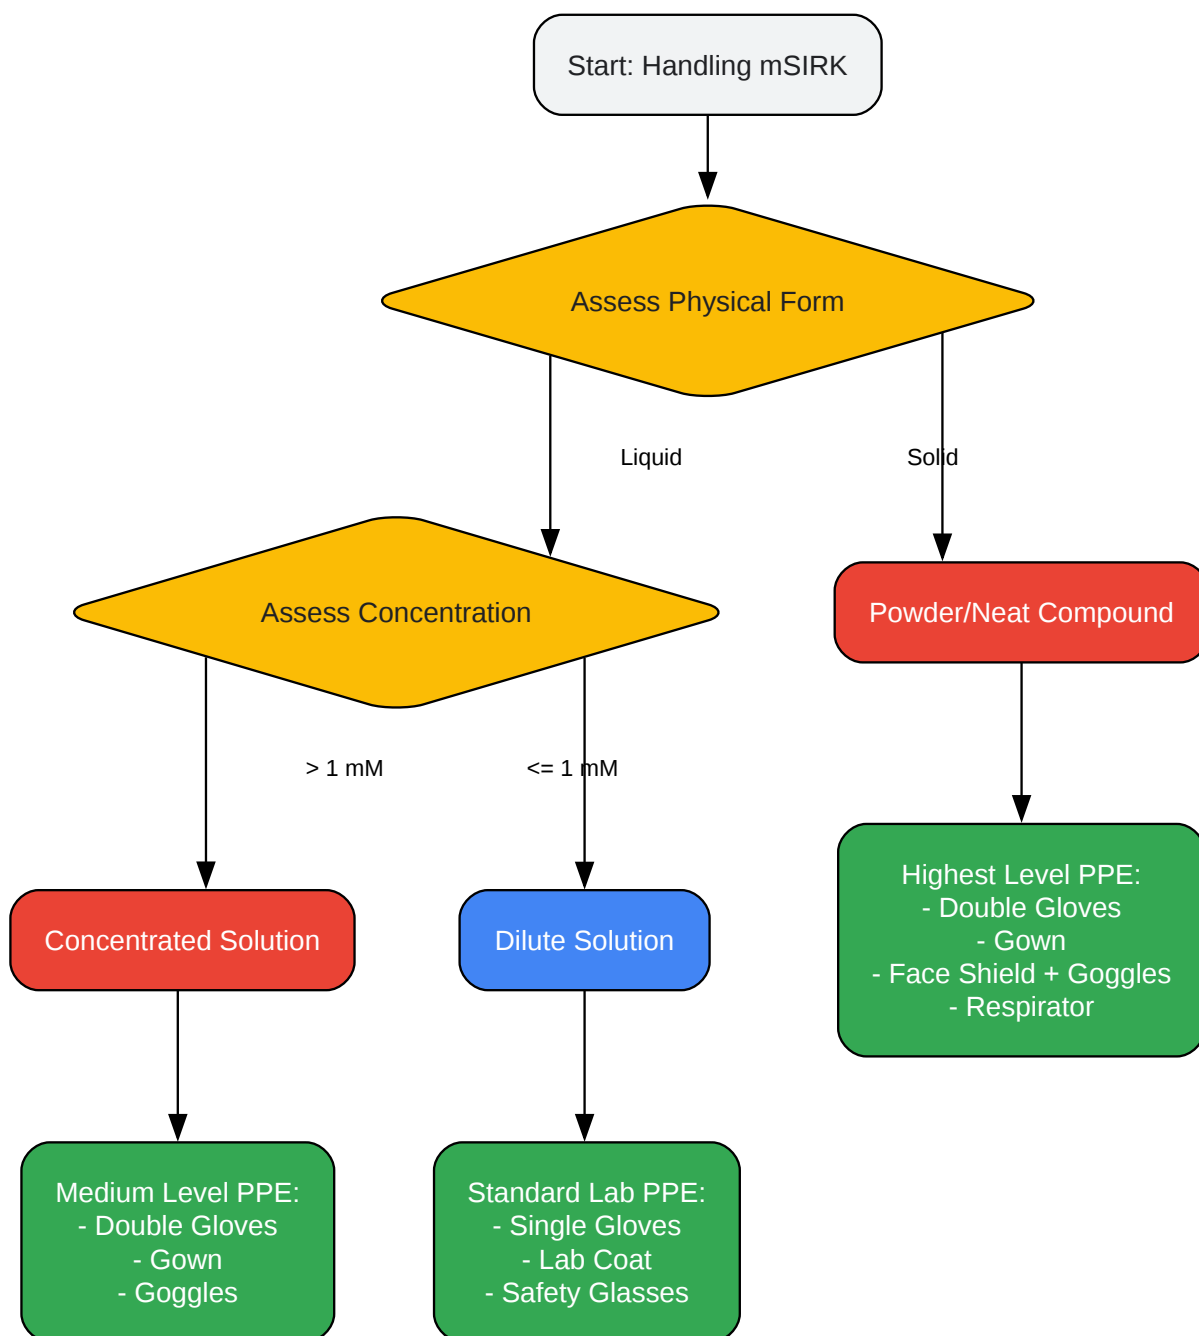 Start: Handling mSIRK
Assess Physical Form
Liquid
Solid
Assess Concentration
Powder/Neat Compound
> 1 mM
<= 1 mM
Concentrated Solution
Dilute Solution
Highest Level PPE:
- Double Gloves
- Gown
- Face Shield + Goggles
- Respirator
Medium Level PPE:
- Double Gloves
- Gown
- Goggles
Standard Lab PPE:
- Single Gloves
- Lab Coat
- Safety Glasses